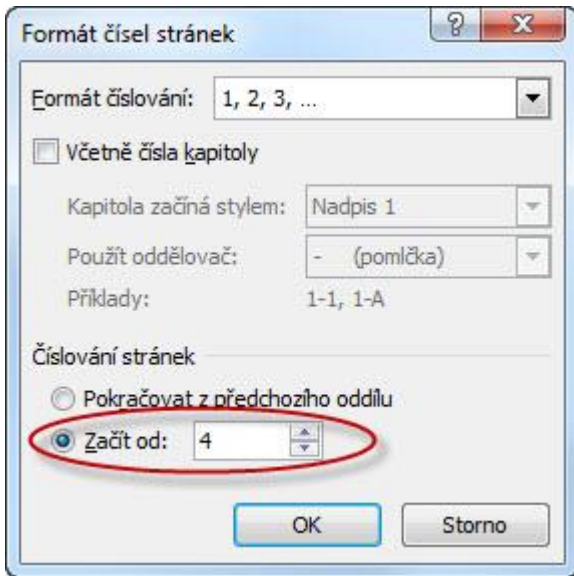 Formát čísel stránek
Formát číslování: 1, 2, 3, ...
Včetně čísla kapitoly
Kapitola začíná stylem: Nadpis 1
Použít oddělovač: - (pomlčka)
Příklady: 1-1, 1-A
Číslování stránek
Pokračovat z předchozího oddílu
Začít od: 4
OK Storno